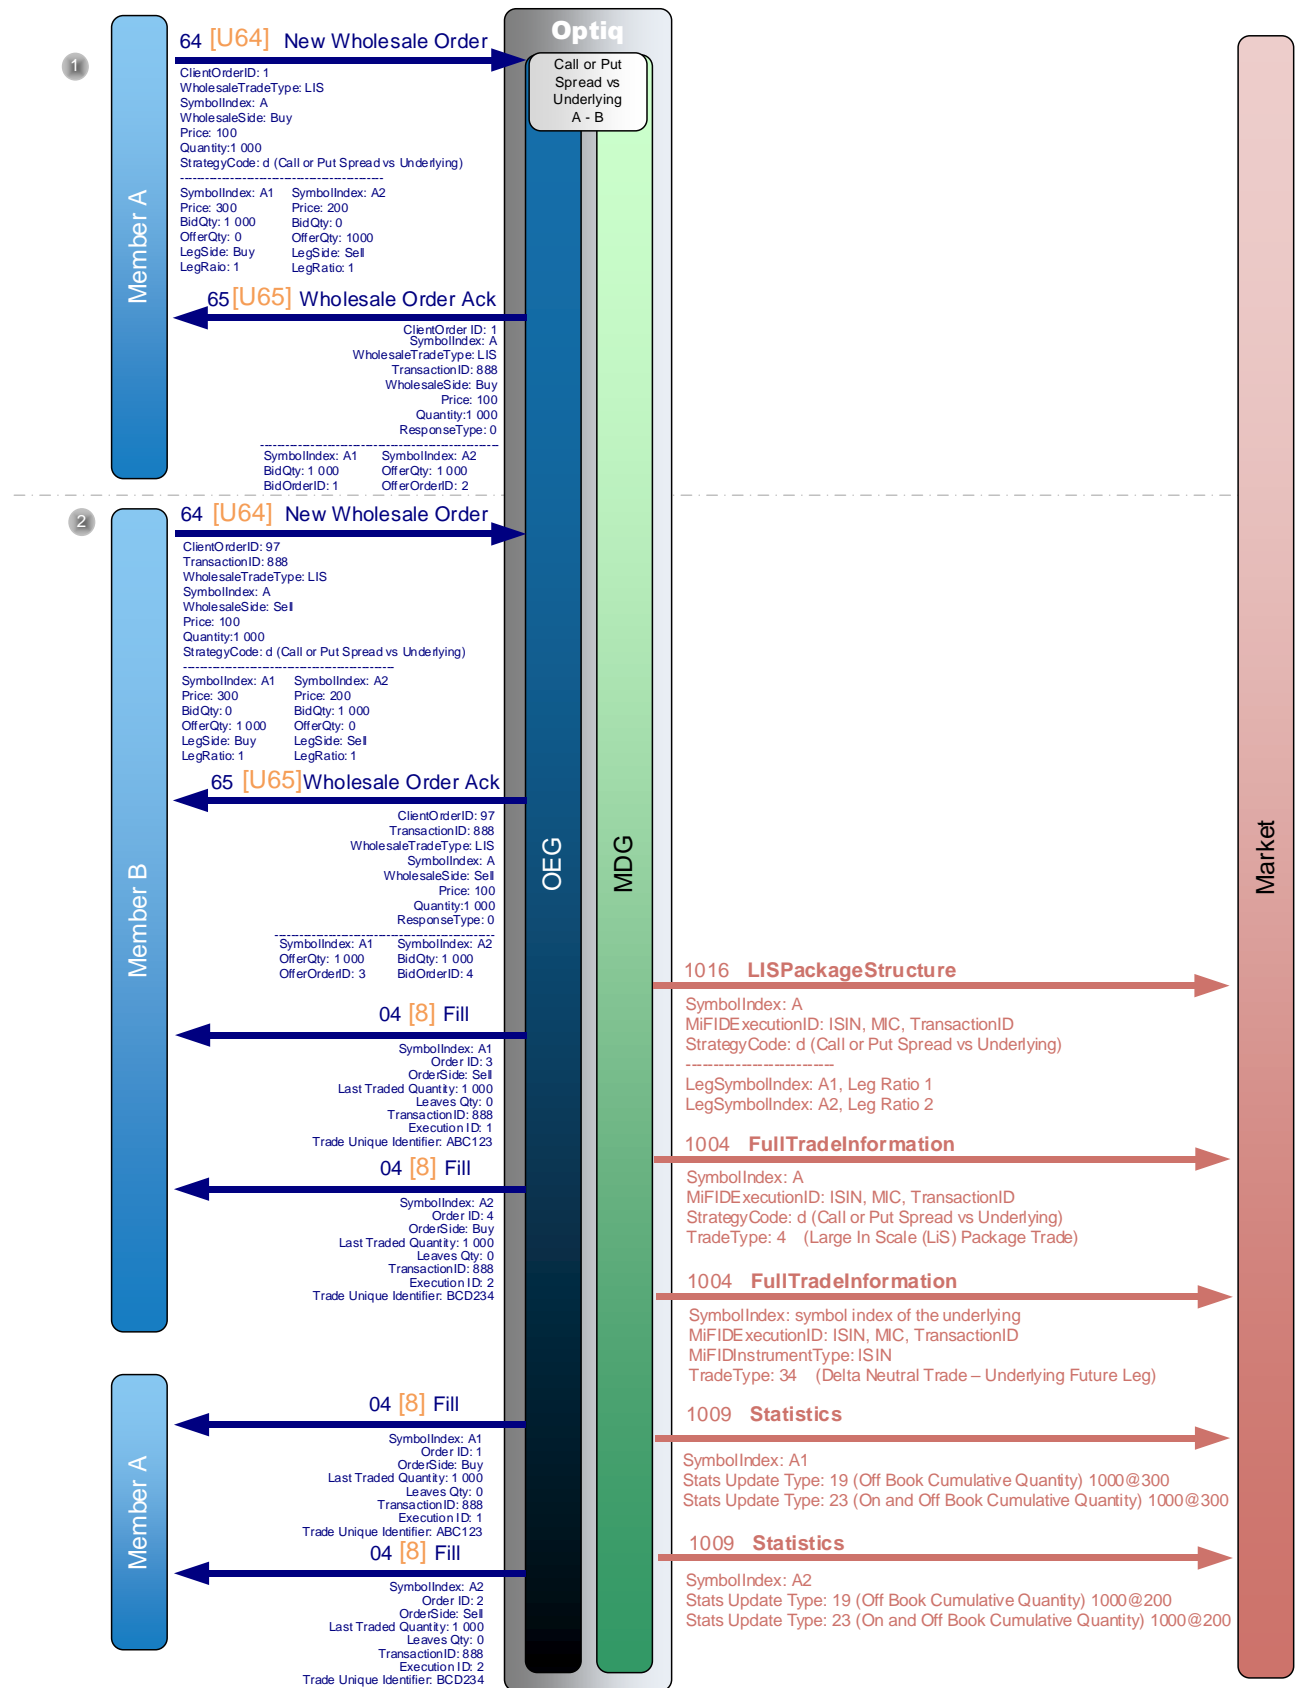 Optiq
Call or Put
Spread vs
Underlying
A - B
1
Member A
64 [U64] New Wholesale Order
ClientOrderID: 1
WholesaleTradeType: LIS
SymbolIndex: A
WholesaleSide: Buy
Price: 100
Quantity:1 000
StrategyCode: d (Call or Put Spread vs Underlying)
------------------------------------------------
SymbolIndex: A1 SymbolIndex: A2
Price: 300 Price: 200
BidQty: 1 000 BidQty: 0
OfferQty: 0 OfferQty: 1000
LegSide: Buy LegSide: Sell
LegRaio: 1 LegRatio: 1
65 [U65] Wholesale Order Ack
ClientOrder ID: 1
SymbolIndex: A
WholesaleTradeType: LIS
TransactionID: 888
WholesaleSide: Buy
Price: 100
Quantity:1 000
ResponseType: 0
------------------------------------------------
SymbolIndex: A1 SymbolIndex: A2
BidQty: 1 000 OfferQty: 1 000
BidOrderID: 1 OfferOrderID: 2
2
Member B
64 [U64] New Wholesale Order
ClientOrderID: 97
TransactionID: 888
WholesaleTradeType: LIS
SymbolIndex: A
WholesaleSide: Sell
Price: 100
Quantity:1 000
StrategyCode: d (Call or Put Spread vs Underlying)
------------------------------------------------
SymbolIndex: A1 SymbolIndex: A2
Price: 300 Price: 200
BidQty: 0 BidQty: 1 000
OfferQty: 1 000 OfferQty: 0
LegSide: Buy LegSide: Sell
LegRatio: 1 LegRatio: 1
65 [U65] Wholesale Order Ack
ClientOrderID: 97
TransactionID: 888
WholesaleTradeType: LIS
SymbolIndex: A
WholesaleSide: Sell
Price: 100
Quantity:1 000
ResponseType: 0
------------------------------------------------
SymbolIndex: A1 SymbolIndex: A2
OfferQty: 1 000 BidQty: 1 000
OfferOrderID: 3 BidOrderID: 4
04 [8] Fill
SymbolIndex: A1
Order ID: 3
OrderSide: Sell
Last Traded Quantity: 1 000
Leaves Qty: 0
TransactionID: 888
Execution ID: 1
Trade Unique Identifier: ABC123
04 [8] Fill
SymbolIndex: A2
Order ID: 4
OrderSide: Buy
Last Traded Quantity: 1 000
Leaves Qty: 0
TransactionID: 888
Execution ID: 2
Trade Unique Identifier: BCD234
Member A
04 [8] Fill
SymbolIndex: A1
Order ID: 1
OrderSide: Buy
Last Traded Quantity: 1 000
Leaves Qty: 0
TransactionID: 888
Execution ID: 1
Trade Unique Identifier: ABC123
04 [8] Fill
SymbolIndex: A2
Order ID: 2
OrderSide: Sell
Last Traded Quantity: 1 000
Leaves Qty: 0
TransactionID: 888
Execution ID: 2
Trade Unique Identifier: BCD234
OEG
MDG
1016 LISPackageStructure
SymbolIndex: A
MiFIDExecutionID: ISIN, MIC, TransactionID
StrategyCode: d (Call or Put Spread vs Underlying)
---------------------------
LegSymbolIndex: A1, Leg Ratio 1
LegSymbolIndex: A2, Leg Ratio 2
1004 FullTradeInformation
SymbolIndex: A
MiFIDExecutionID: ISIN, MIC, TransactionID
StrategyCode: d (Call or Put Spread vs Underlying)
TradeType: 4 (Large In Scale (LiS) Package Trade)
1004 FullTradeInformation
SymbolIndex: symbol index of the underlying
MiFIDExecutionID: ISIN, MIC, TransactionID
MiFIDInstrumentType: ISIN
TradeType: 34 (Delta Neutral Trade – Underlying Future Leg)
1009 Statistics
SymbolIndex: A1
Stats Update Type: 19 (Off Book Cumulative Quantity) 1000@300
Stats Update Type: 23 (On and Off Book Cumulative Quantity) 1000@300
1009 Statistics
SymbolIndex: A2
Stats Update Type: 19 (Off Book Cumulative Quantity) 1000@200
Stats Update Type: 23 (On and Off Book Cumulative Quantity) 1000@200
Market